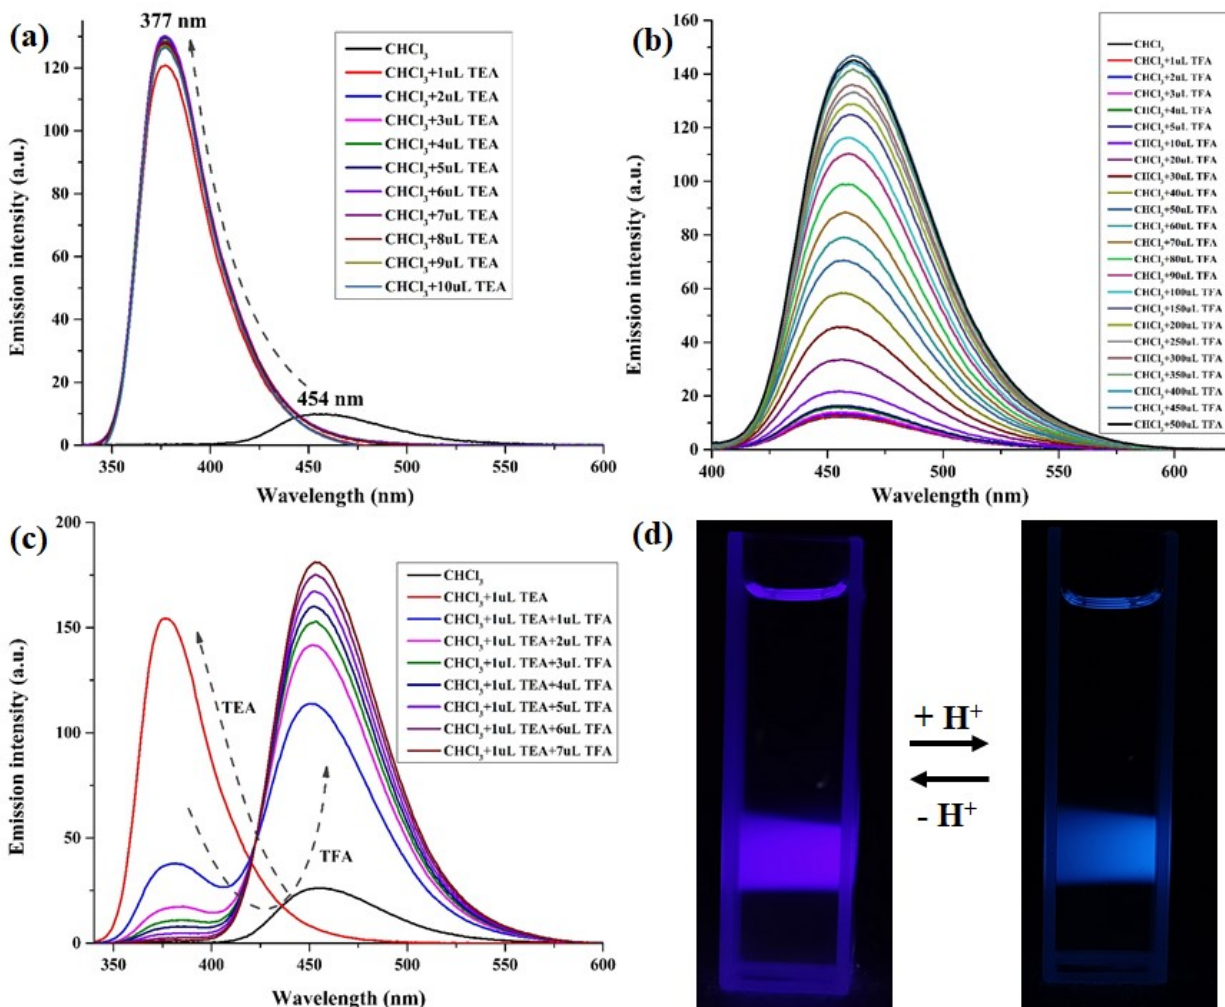 (a)
377 nm
454 nm
CHCl₃
CHCl₃+1uL TEA
CHCl₃+2uL TEA
CHCl₃+3uL TEA
CHCl₃+4uL TEA
CHCl₃+5uL TEA
CHCl₃+6uL TEA
CHCl₃+7uL TEA
CHCl₃+8uL TEA
CHCl₃+9uL TEA
CHCl₃+10uL TEA
Emission intensity (a.u.)
120
100
80
60
40
20
0
350 400 450 500 550 600
Wavelength (nm)
(b)
CHCl₃
CHCl₃+1uL TFA
CHCl₃+2uL TFA
CHCl₃+3uL TFA
CHCl₃+4uL TFA
CHCl₃+5uL TFA
CHCl₃+10uL TFA
CHCl₃+20uL TFA
CHCl₃+30uL TFA
CHCl₃+40uL TFA
CHCl₃+50uL TFA
CHCl₃+60uL TFA
CHCl₃+70uL TFA
CHCl₃+80uL TFA
CHCl₃+90uL TFA
CHCl₃+100uL TFA
CHCl₃+150uL TFA
CHCl₃+200uL TFA
CHCl₃+250uL TFA
CHCl₃+300uL TFA
CHCl₃+350uL TFA
CHCl₃+400uL TFA
CHCl₃+450uL TFA
CHCl₃+500uL TFA
Emission intensity (a.u.)
160
140
120
100
80
60
40
20
0
400 450 500 550 600
Wavelength (nm)
(c)
CHCl₃
CHCl₃+1uL TEA
CHCl₃+1uL TEA+1uL TFA
CHCl₃+1uL TEA+2uL TFA
CHCl₃+1uL TEA+3uL TFA
CHCl₃+1uL TEA+4uL TFA
CHCl₃+1uL TEA+5uL TFA
CHCl₃+1uL TEA+6uL TFA
CHCl₃+1uL TEA+7uL TFA
TEA
TFA
Emission intensity (a.u.)
200
150
100
50
0
350 400 450 500 550 600
Wavelength (nm)
(d)
+ H⁺
- H⁺